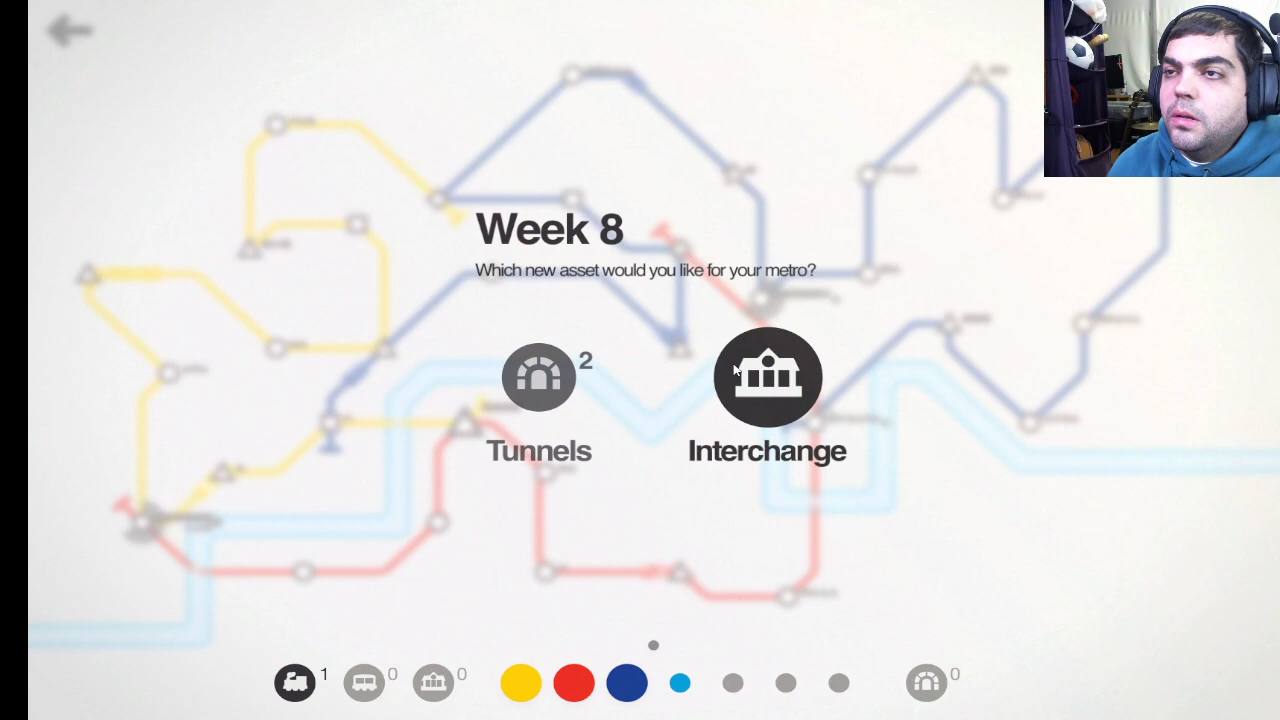 Week 8
Which new asset would you like for your metro?
2
Tunnels
Interchange
1 0 0 0